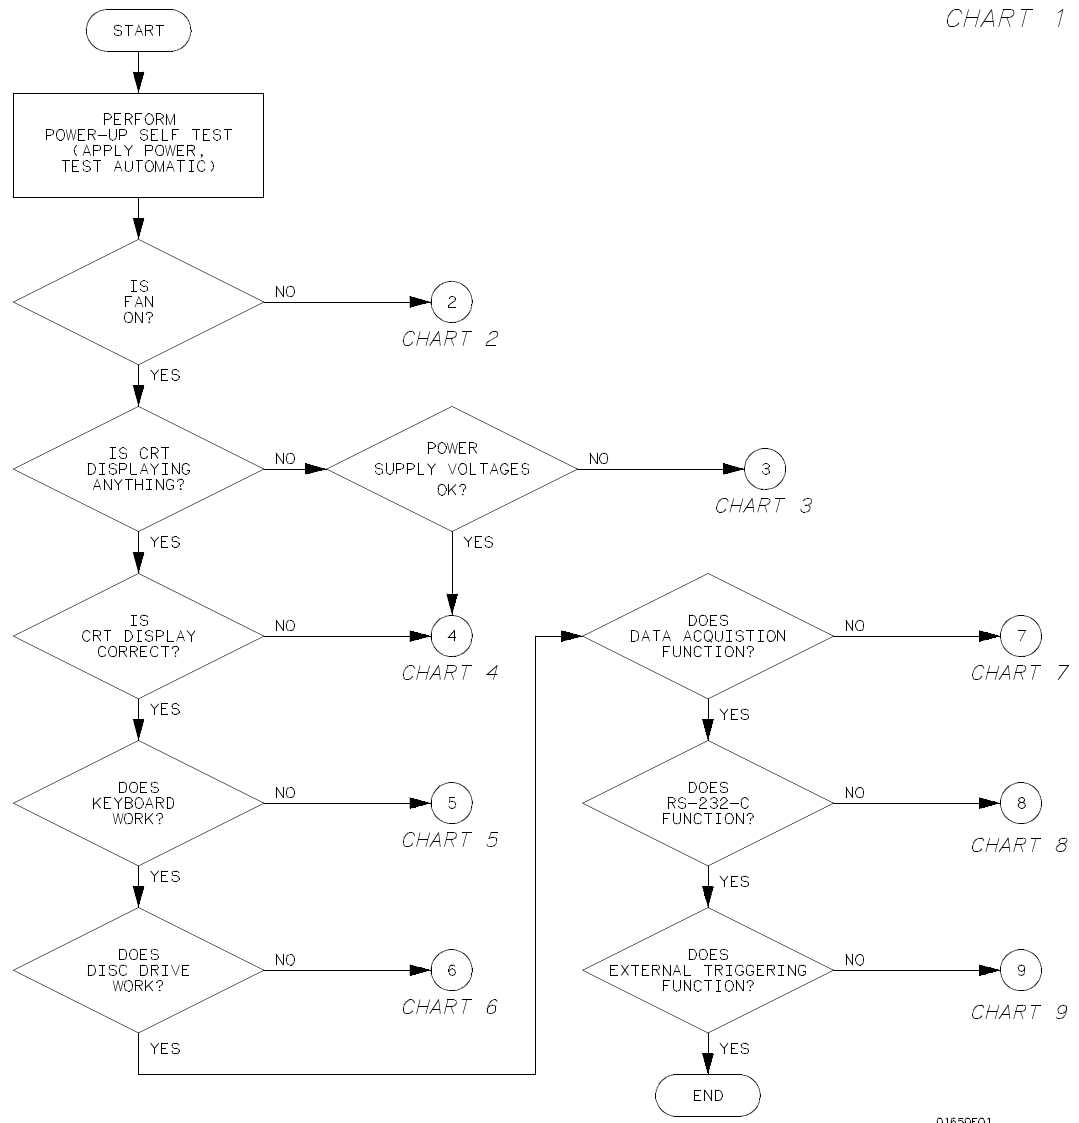 CHART 1
START
PERFORM
POWER-UP SELF TEST
(APPLY POWER,
TEST AUTOMATIC)
IS
FAN
ON?
NO
2
CHART 2
YES
IS CRT
DISPLAYING
ANYTHING?
NO
POWER
SUPPLY VOLTAGES
OK?
NO
3
CHART 3
YES
YES
IS
CRT DISPLAY
CORRECT?
NO
4
CHART 4
YES
DOES
KEYBOARD
WORK?
NO
5
CHART 5
YES
DOES
DISC DRIVE
WORK?
NO
6
CHART 6
YES
DOES
DATA ACQUISTION
FUNCTION?
NO
7
CHART 7
YES
DOES
RS-232-C
FUNCTION?
NO
8
CHART 8
YES
DOES
EXTERNAL TRIGGERING
FUNCTION?
NO
9
CHART 9
YES
END